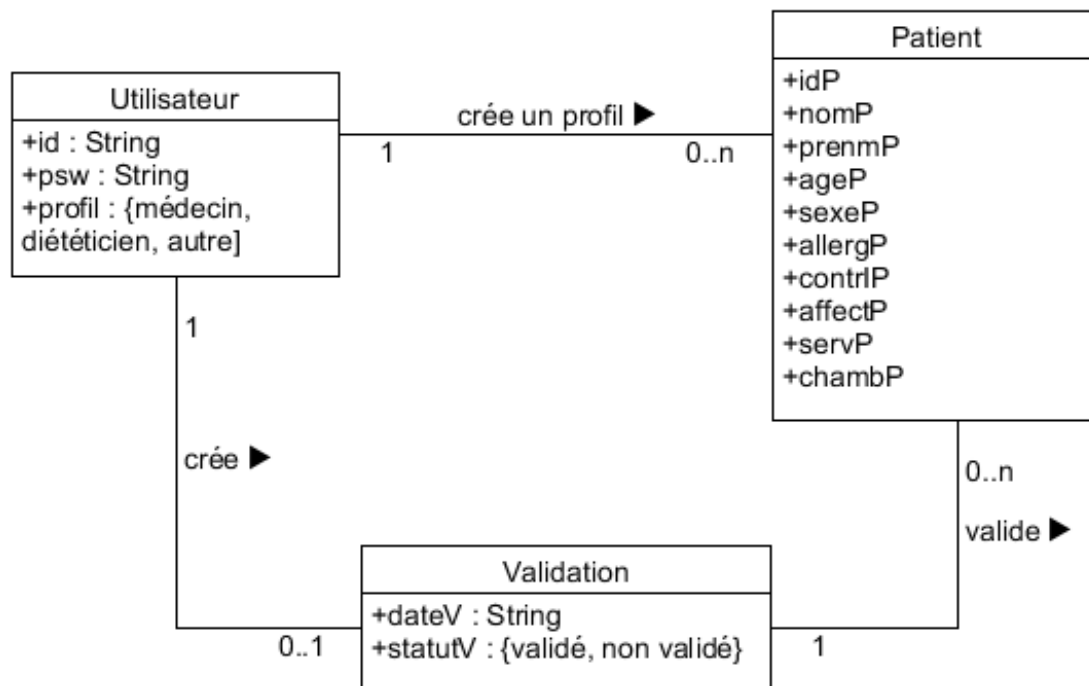 Utilisateur
+id : String
+psw : String
+profil : {médecin,
diététicien, autre]
crée un profil ▶
1
0..n
Patient
+idP
+nomP
+prenmP
+ageP
+sexeP
+allergP
+contrIP
+affectP
+servP
+chambP
1
crée ▶
0..1
0..n
valide ▶
1
Validation
+dateV : String
+statutV : {validé, non validé}